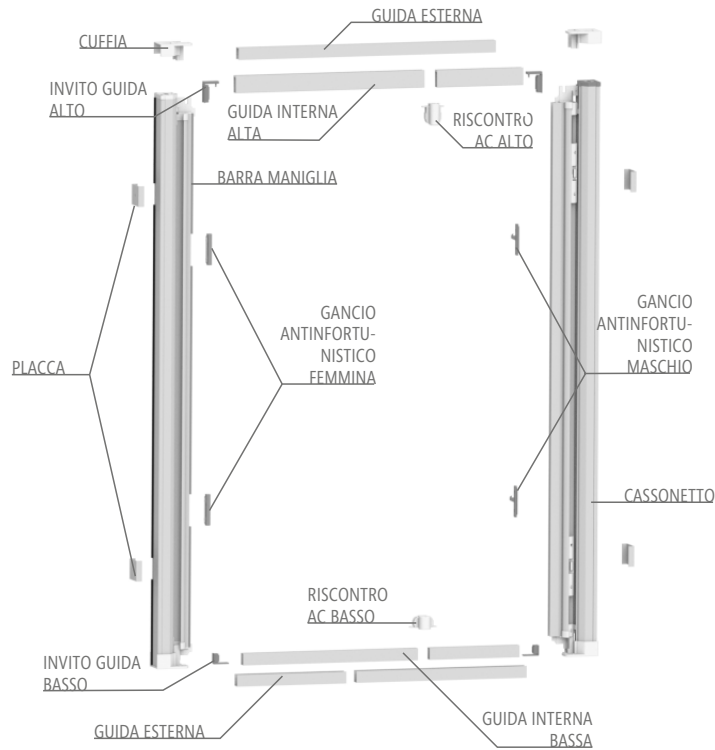 GUIDA ESTERNA
CUFFIA
INVITO GUIDA
ALTO
GUIDA INTERNA
ALTA
RISCONTRO
AC ALTO
BARRA MANIGLIA
GANCIO
ANTINFORTU-
NISTICO
FEMMINA
GANCIO
ANTINFORTU-
NISTICO
MASCHIO
PLACCA
CASSONETTO
RISCONTRO
AC BASSO
INVITO GUIDA
BASSO
GUIDA ESTERNA
GUIDA INTERNA
BASSA